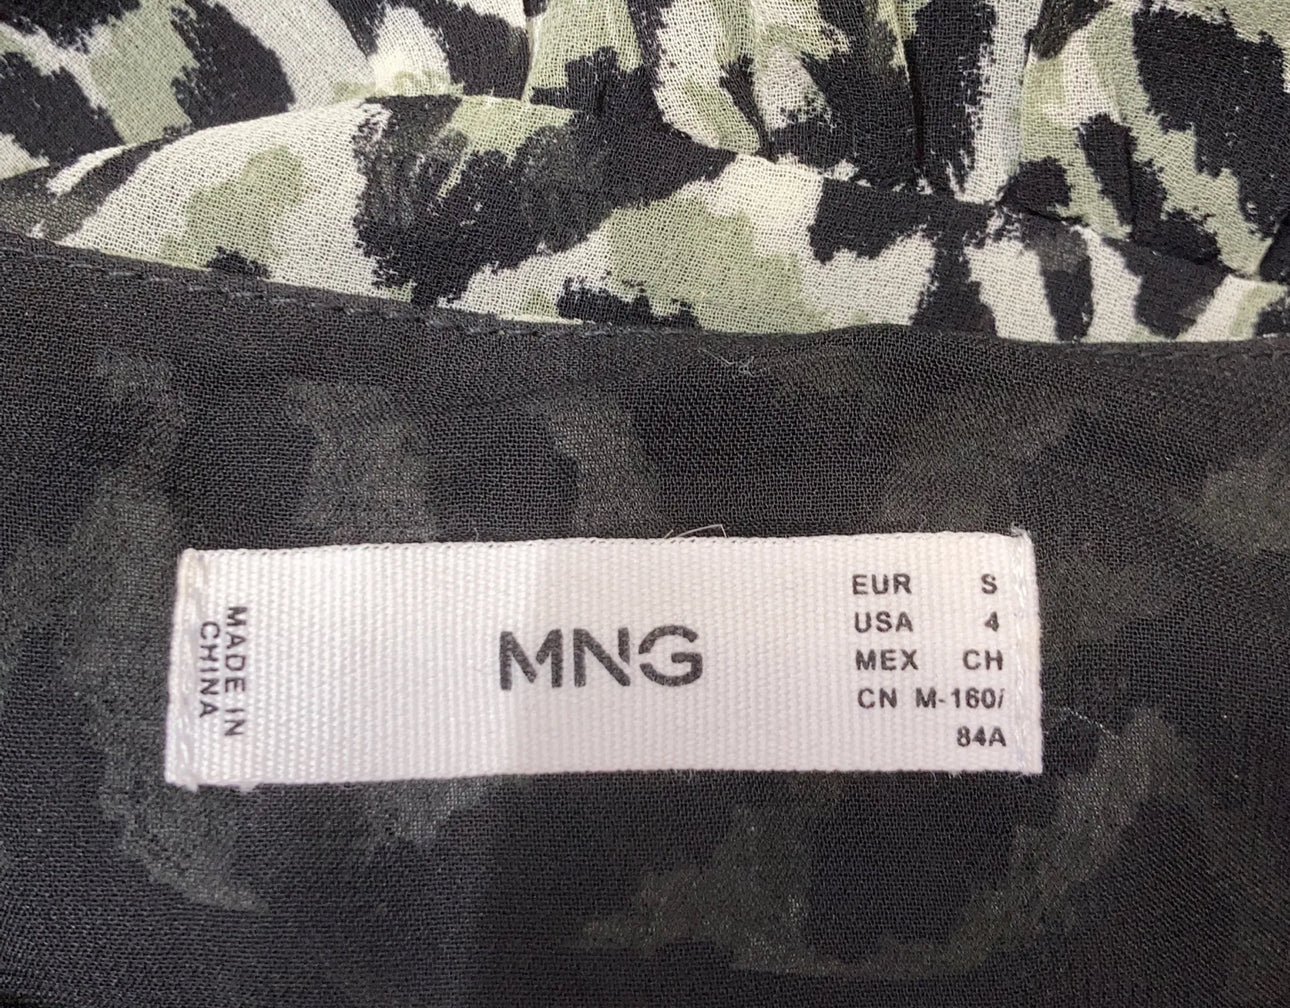 MADE IN
CHINA
MNG
EUR S
USA 4
MEX CH
CN M-160/
84A